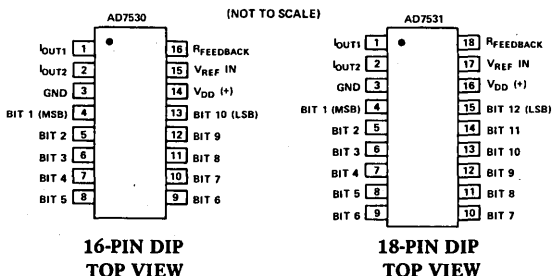 (NOT TO SCALE)
AD7530
IOUT1 1
IOUT2 2
GND 3
BIT 1 (MSB) 4
BIT 2 5
BIT 3 6
BIT 4 7
BIT 5 8
16 RFEEDBACK
15 VREF IN
14 VDD (+)
13 BIT 10 (LSB)
12 BIT 9
11 BIT 8
10 BIT 7
9 BIT 6
16-PIN DIP
TOP VIEW
AD7531
IOUT1 1
IOUT2 2
GND 3
BIT 1 (MSB) 4
BIT 2 5
BIT 3 6
BIT 4 7
BIT 5 8
BIT 6 9
18 RFEEDBACK
17 VREF IN
16 VDD (+)
15 BIT 12 (LSB)
14 BIT 11
13 BIT 10
12 BIT 9
11 BIT 8
10 BIT 7
18-PIN DIP
TOP VIEW